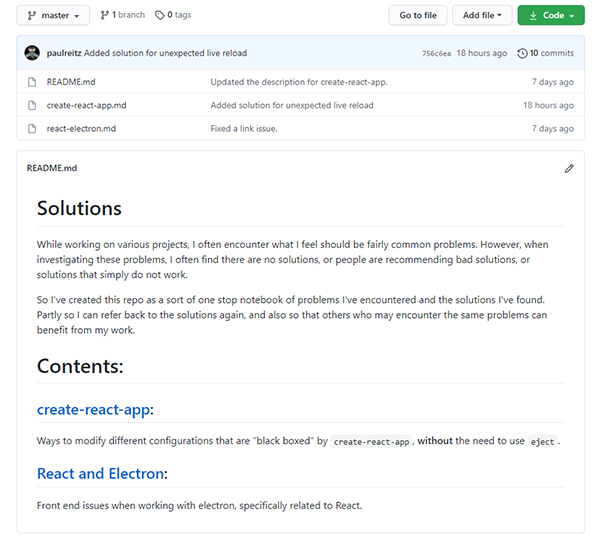 master 1 branch 0 tags Go to file Add file Code
paulreitz Added solution for unexpected live reload 756c6ea 18 hours ago 10 commits
README.md Updated the description for create-react-app. 7 days ago
create-react-app.md Added solution for unexpected live reload 18 hours ago
react-electron.md Fixed a link issue. 7 days ago
README.md
Solutions
While working on various projects, I often encounter what I feel should be fairly common problems. However, when
investigating these problems, I often find there are no solutions, or people are recommending bad solutions, or
solutions that simply do not work.
So I've created this repo as a sort of one stop notebook of problems I've encountered and the solutions I've found.
Partly so I can refer back to the solutions again, and also so that others who may encounter the same problems can
benefit from my work.
Contents:
create-react-app:
Ways to modify different configurations that are "black boxed" by create-react-app, without the need to use eject.
React and Electron:
Front end issues when working with electron, specifically related to React.